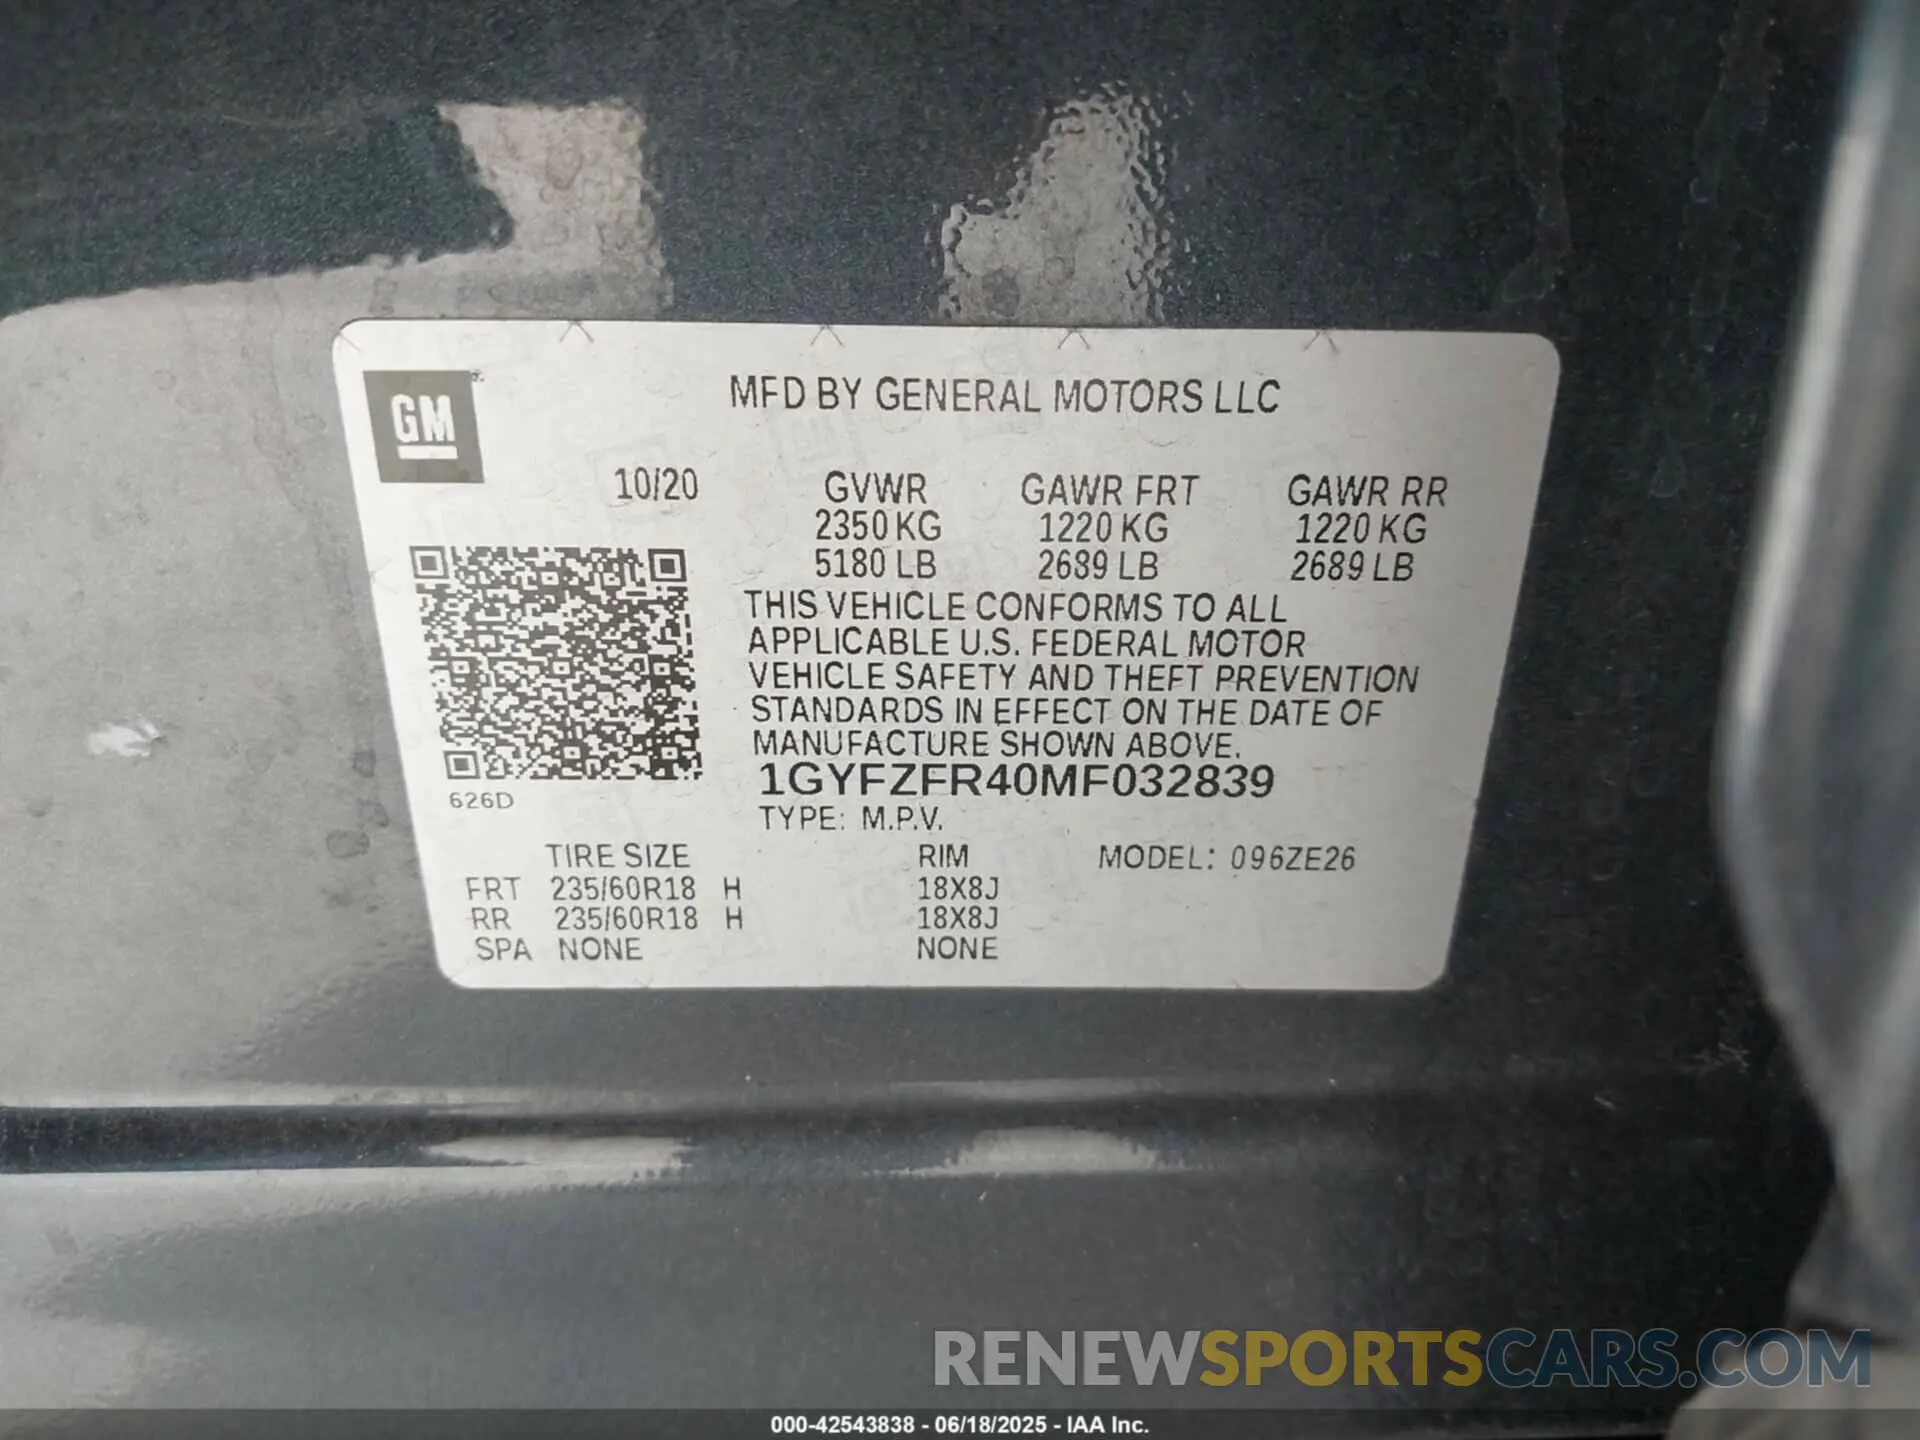 GM
MFD BY GENERAL MOTORS LLC
10/20 GVWR GAWR FRT GAWR RR
2350 KG 1220 KG 1220 KG
5180 LB 2689 LB 2689 LB
THIS VEHICLE CONFORMS TO ALL
APPLICABLE U.S. FEDERAL MOTOR
VEHICLE SAFETY AND THEFT PREVENTION
STANDARDS IN EFFECT ON THE DATE OF
MANUFACTURE SHOWN ABOVE.
1GYFZFR40MF032839
626D
TYPE: M.P.V.
TIRE SIZE RIM MODEL: 096ZE26
FRT 235/60R18 H 18X8J
RR 235/60R18 H 18X8J
SPA NONE NONE
RENEWSPORTSCARS.COM
000-42543838 - 06/18/2025 - IAA Inc.